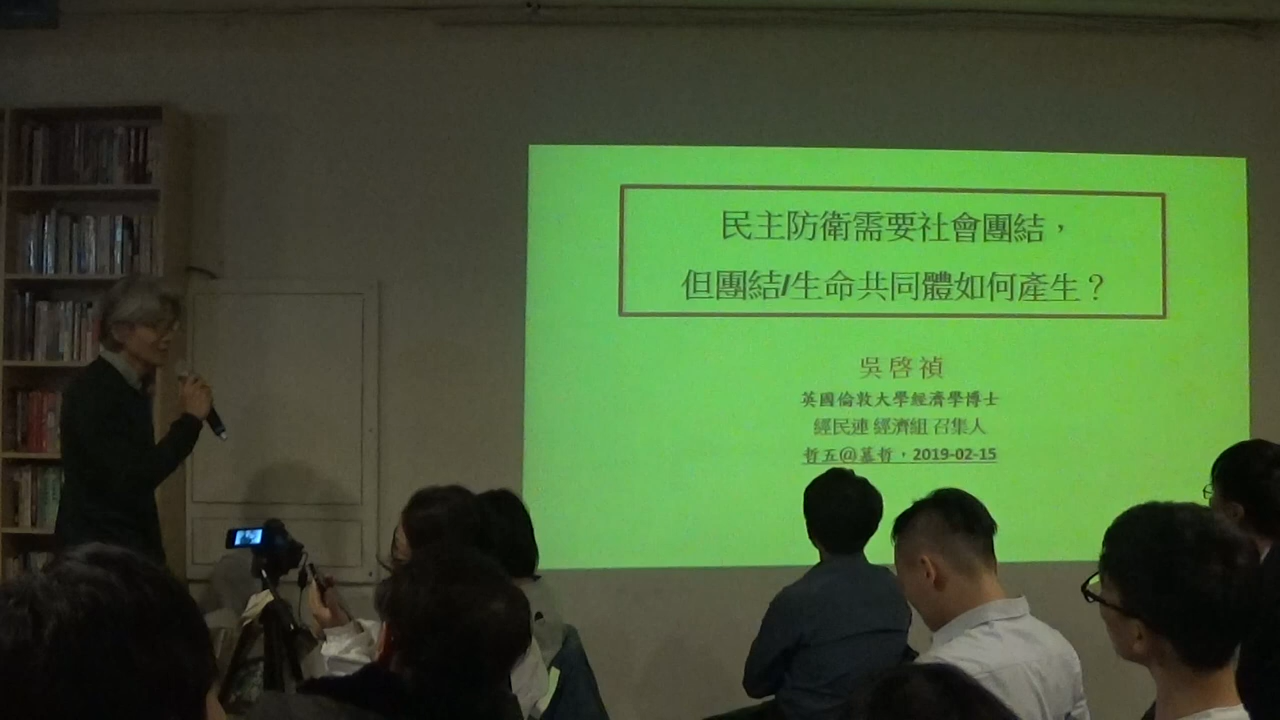 民主防衛需要社會團結，
但團結/生命共同體如何產生？
吳啓禎
英國倫敦大學經濟學博士
經民連 經濟組 召集人
哲五@慕哲，2019-02-15